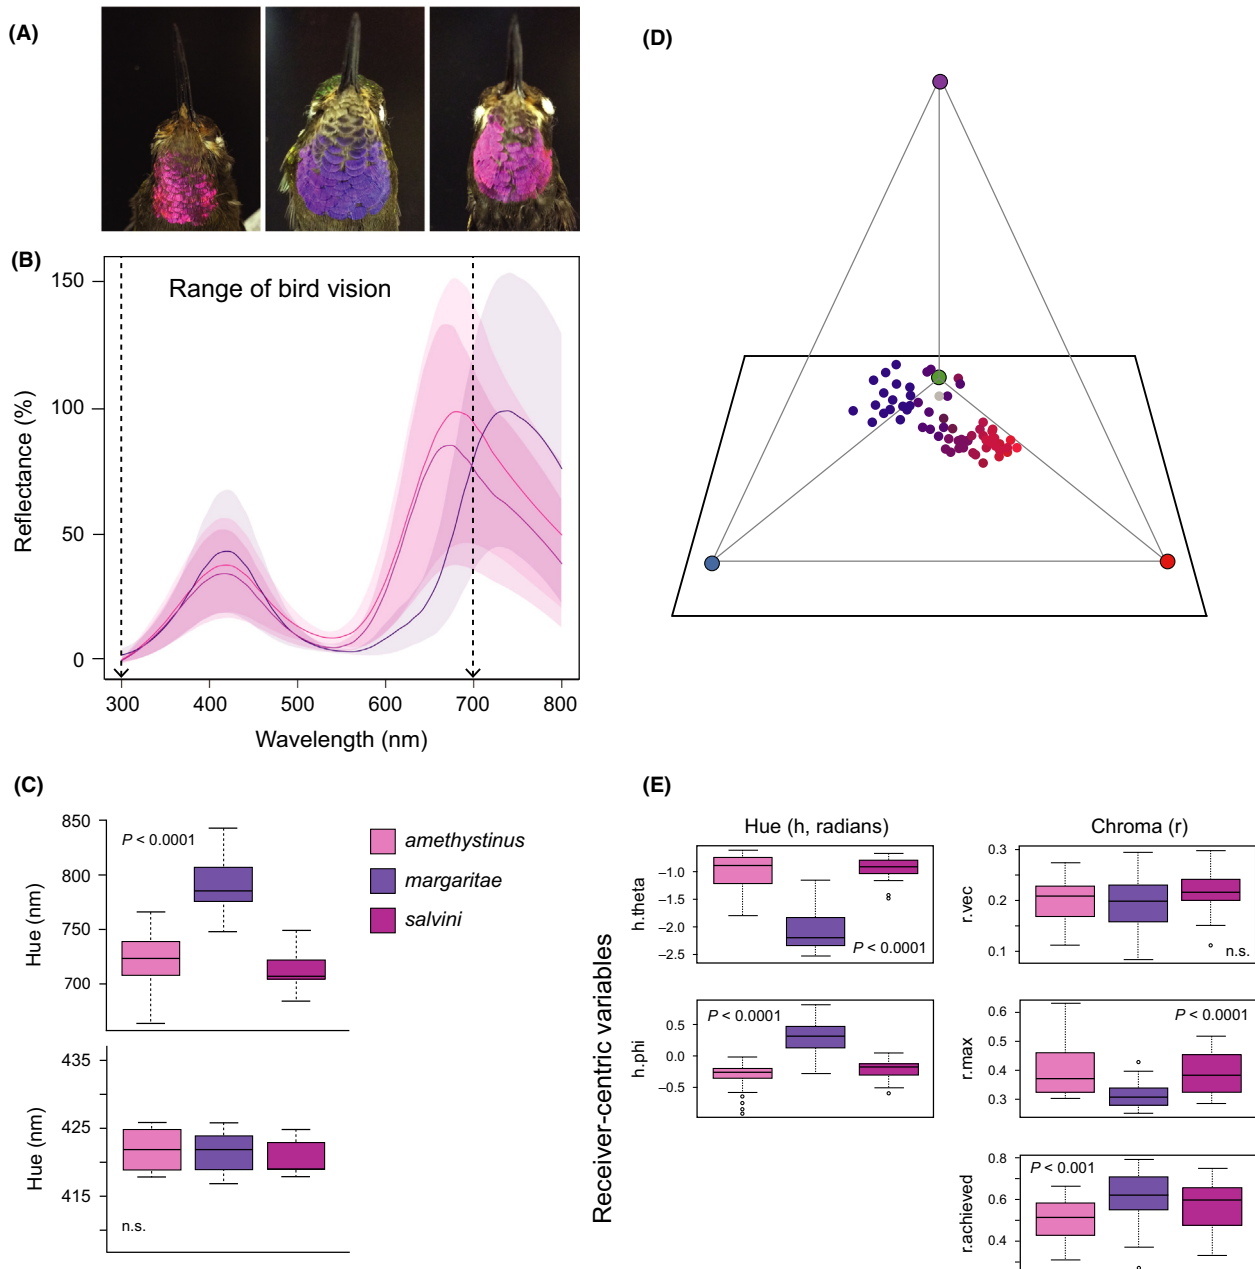 (A)
(B)
Range of bird vision
Reflectance (%)
150
100
50
0
300 400 500 600 700 800
Wavelength (nm)
(C)
Hue (nm)
850
800
750
700
P < 0.0001
amethystinus
margaritae
salvini
Hue (nm)
435
425
415
n.s.
(D)
(E)
Receiver-centric variables
Hue (h, radians)
h.theta
−1.0
−2.0
−2.5
P < 0.0001
h.phi
0.5
0.0
−0.5
P < 0.0001
Chroma (r)
r.vec
0.3
0.2
0.1
n.s.
r.max
0.6
0.5
0.4
0.3
P < 0.0001
r.achieved
0.8
0.6
0.4
P < 0.001